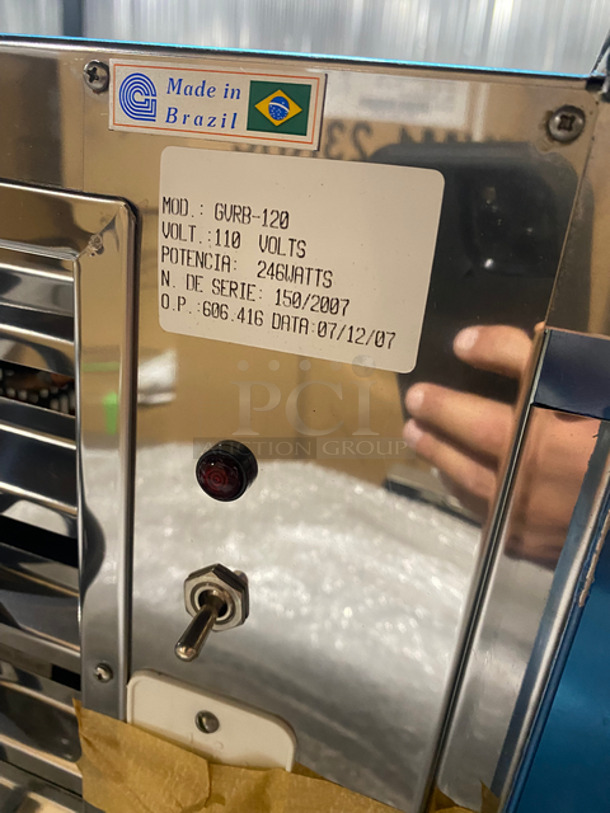 Made in
Brazil
MOD.: GVRB-120
VOLT.:110 VOLTS
POTENCIA: 246WATTS
N. DE SERIE: 150/2007
O.P.:606.416 DATA:07/12/07
PCI
AUCTION GROUP